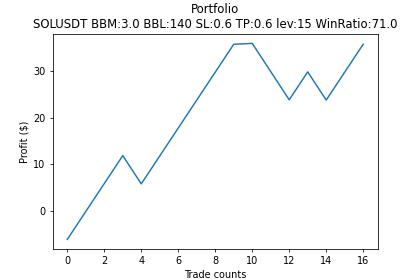 Portfolio
SOLUSDT BBM:3.0 BBL:140 SL:0.6 TP:0.6 lev:15 WinRatio:71.0
30
20
10
0
Profit ($)
0 2 4 6 8 10 12 14 16
Trade counts